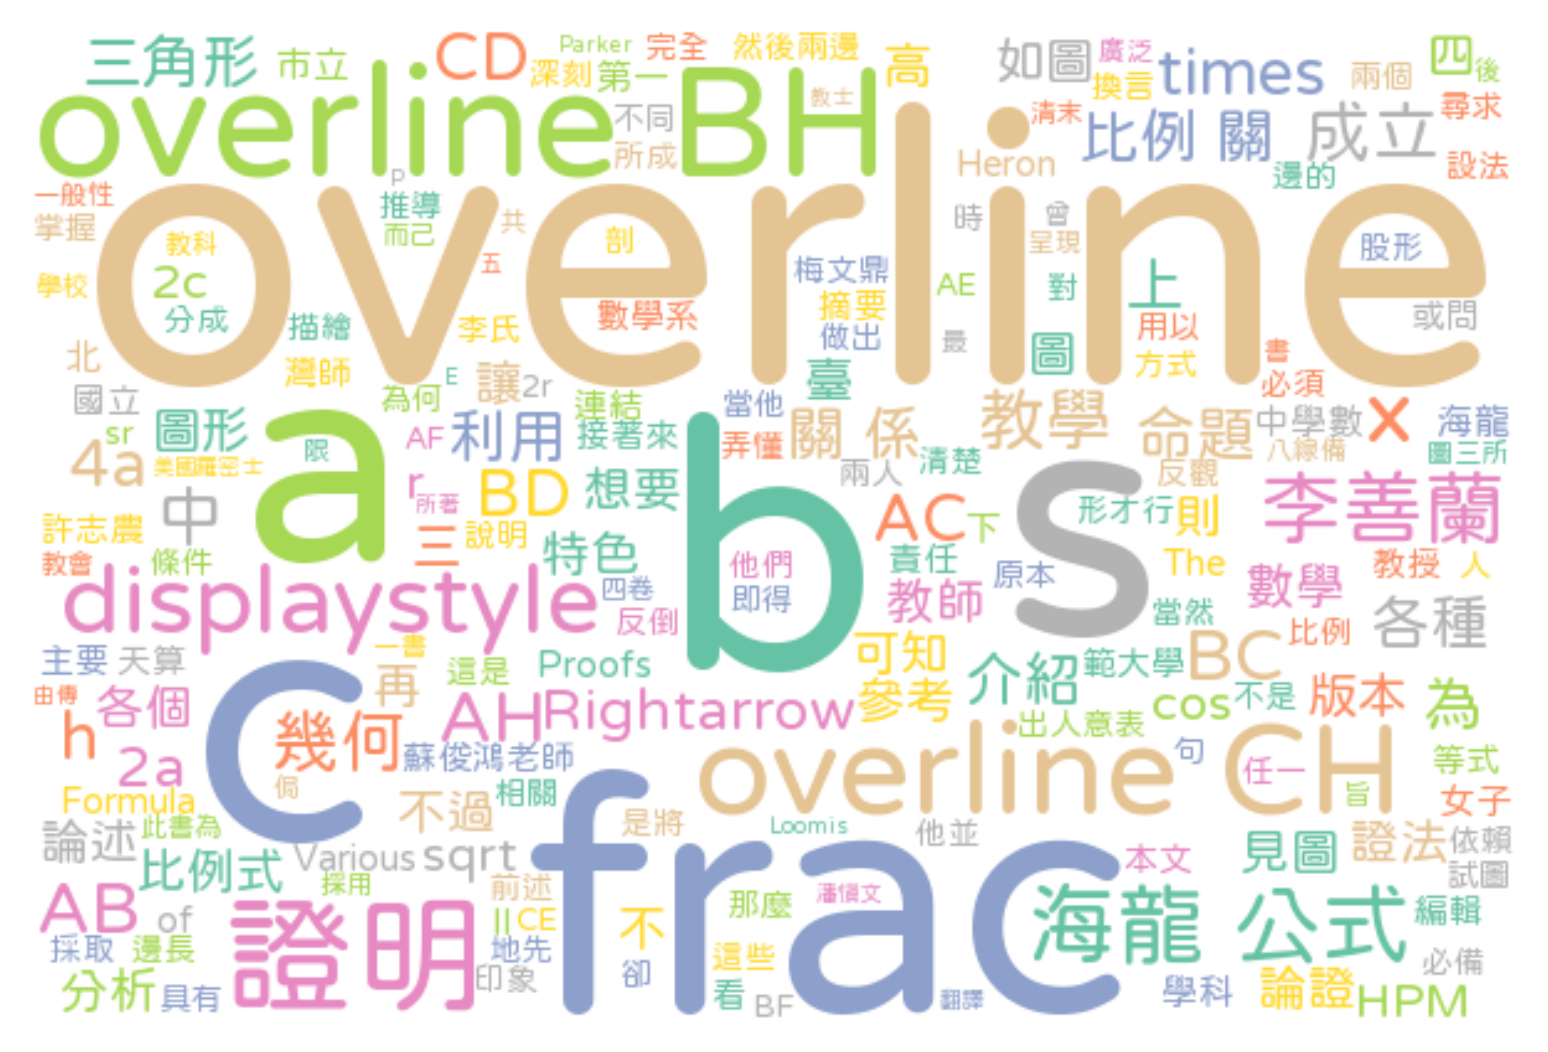 三角形 市立 CD Parker 完全 然後兩邊 高 如圖 廣泛 times 兩個 四 後
深刻 第一 換言
overline BH 不同 教士 清末 比例 關 成立 尋求
所成 Heron 邊的 設法
overline
一般性 P 推導 共 時 曾
掌握 教科 而已 剖 呈現 股形
學校 2c 五 梅文鼎 AE 對 上
分成 描繪 李氏 數學系 摘要 用以 或問
做出 最 圖 方式 書
北 灣師 為何 E 讓 2r 臺 必須
國立 圖形 連結 當他 關 係 教學 命題 中學數 x 海龍
sr 限 AF 利用 接著來 弄懂 清楚 八線備 圖三所
4a 美國羅密士 r 所著 BD 想要 兩人 反觀
a b s
中 AC 下 形才行 則 李善蘭
許志農 三 說明 特色 他們 責任 原本 The 教授 人
教會 條件 四卷 即得 教師 當然 數學 各種
displaystyle 反倒 比例
主要 天算 一書 這是 Proofs 可知 介紹 範大學 BC
由傳 各個 再 AH Rightarrow 參考 cos 不是 版本 為
h c 幾何 蘇俊鴻老師 出人意表 句 等式
2a 侷 相關 overline CH 任一 旨
Formula 不過 是將 Loomis 他並 女子
論述 此書為 Various sqrt frac 本文 見圖 證法 依賴
比例式 採用 前述 那麼 潘愼文 試圖
AB of 證明 || CE 不 海龍 公式 編輯
採取 邊長 地先 這些 必備
分析 具有 印象 卻 看 BF 翻譯 學科 論證 HPM